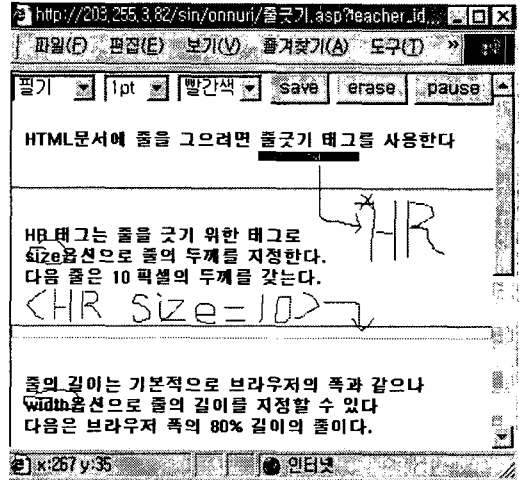 http://203,255,3,82/sin/onnuri/줄긋기.asp?teacher_id
파일(F) 편집(E) 보기(V) 즐겨찾기(A) 도구(T) »
필기 1pt 빨간색 save erase pause
HTML문서에 줄을 그으려면 줄긋기 태그를 사용한다
HR
HR 태그는 줄을 긋기 위한 태그로
size옵션으로 줄의 두께를 지정한다.
다음 줄은 10 픽셀의 두께를 갖는다.
<HR Size=10>
줄의 길이는 기본적으로 브라우저의 폭과 같으나
width옵션으로 줄의 길이를 지정할 수 있다
다음은 브라우저 폭의 80% 길이의 줄이다.
x:267 y:35 인터넷